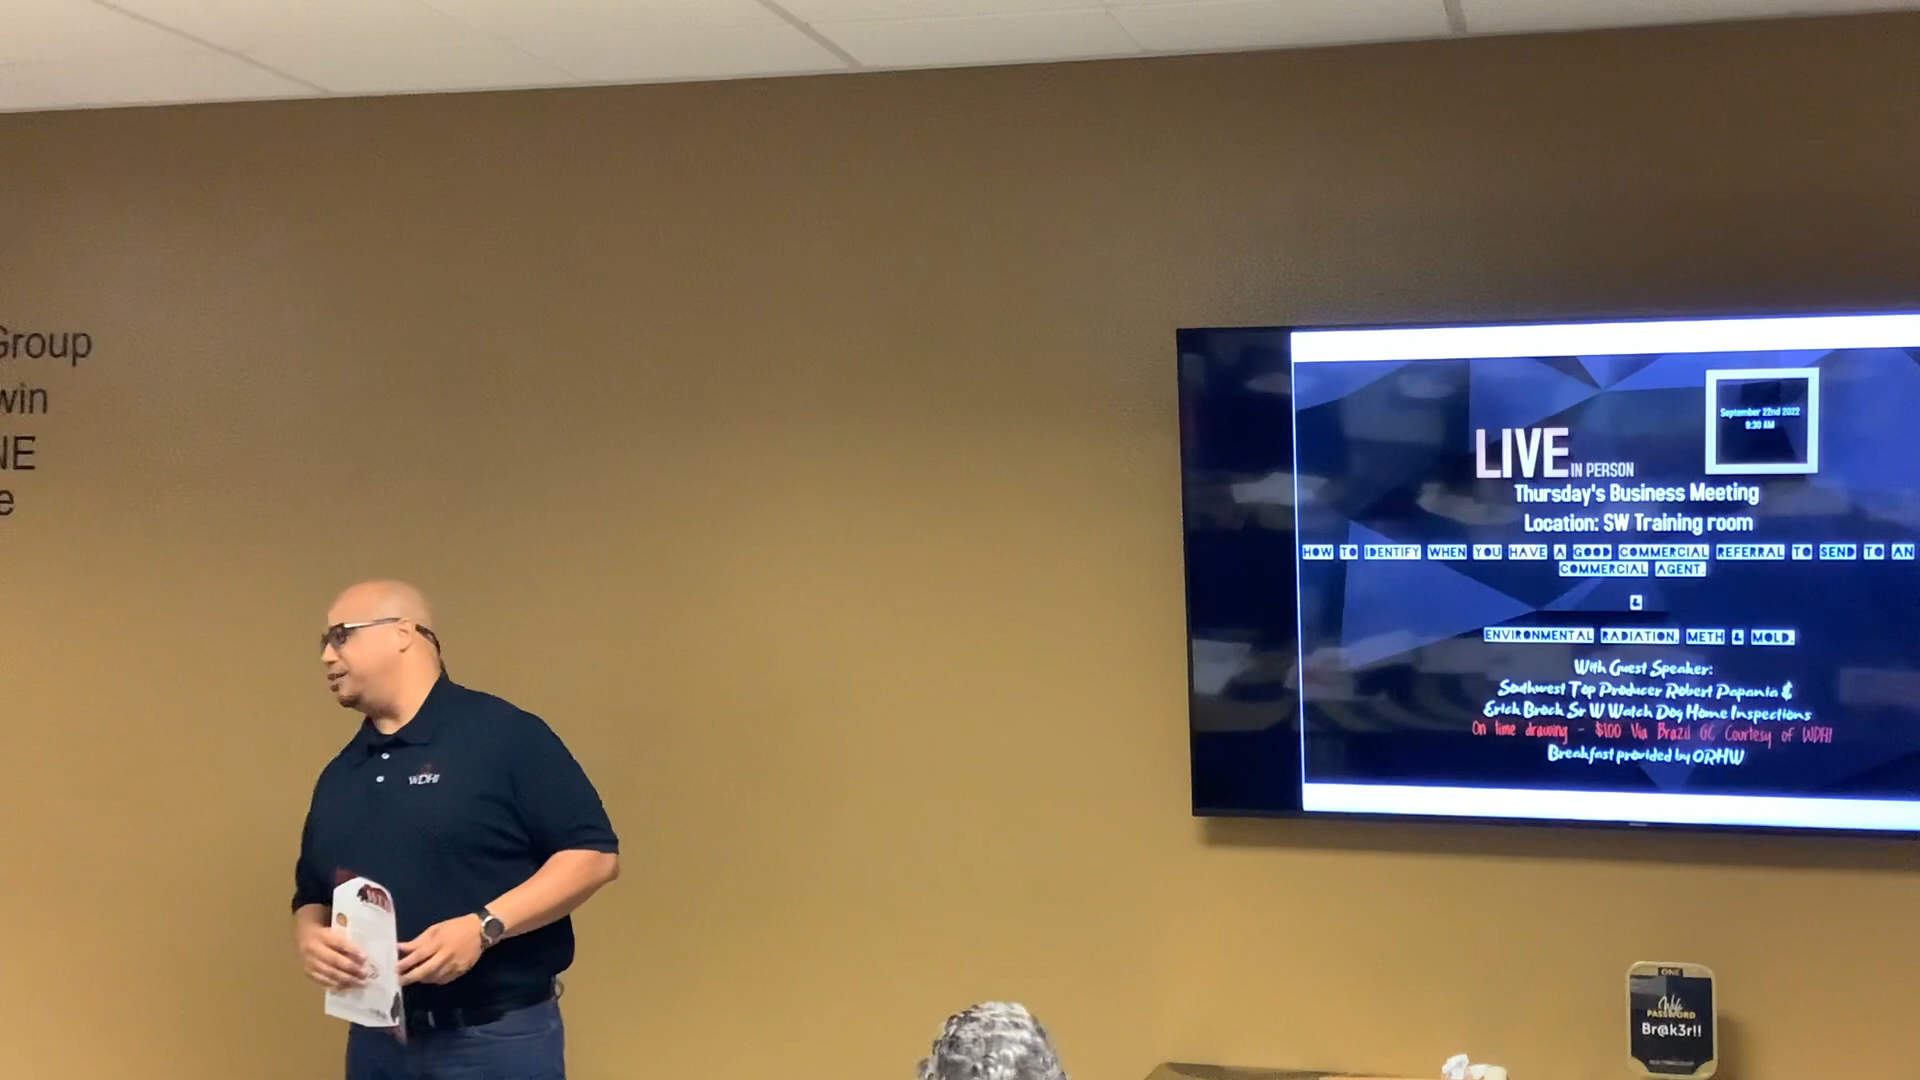 Group
win
NE
e
September 22nd 2022
9:30 AM
LIVE IN PERSON
Thursday's Business Meeting
Location: SW Training room
HOW TO IDENTIFY WHEN YOU HAVE A GOOD COMMERCIAL REFERRAL TO SEND TO AN
COMMERCIAL AGENT.
&
ENVIRONMENTAL RADIATION, METH & MOLD.
With Guest Speaker:
Southwest Top Producer Robert Papania &
Erich Brock Sr W Watch Dog Home Inspections
On time drawing - $100 Via Brazil GC Courtesy of WDHI
Breakfast provided by ORHW
WDHI
ONE
Wifi
PASSWORD
Br@k3r!!